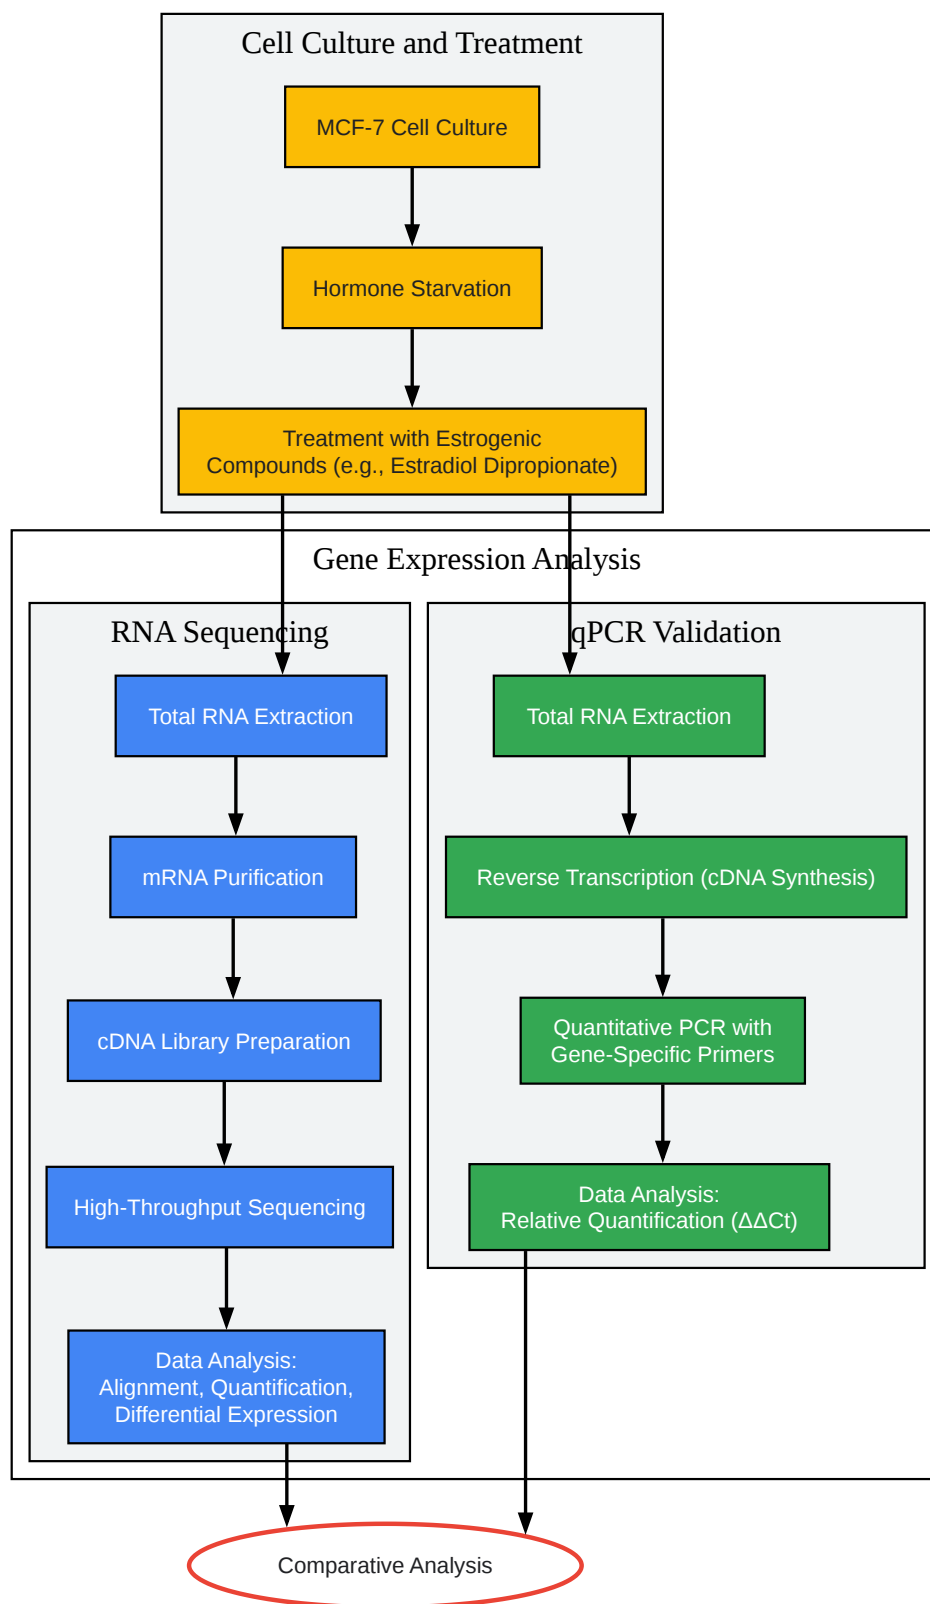 Cell Culture and Treatment
MCF-7 Cell Culture
Hormone Starvation
Treatment with Estrogenic
Compounds (e.g., Estradiol Dipropionate)
Gene Expression Analysis
RNA Sequencing
Total RNA Extraction
mRNA Purification
cDNA Library Preparation
High-Throughput Sequencing
Data Analysis:
Alignment, Quantification,
Differential Expression
qPCR Validation
Total RNA Extraction
Reverse Transcription (cDNA Synthesis)
Quantitative PCR with
Gene-Specific Primers
Data Analysis:
Relative Quantification (ΔΔCt)
Comparative Analysis